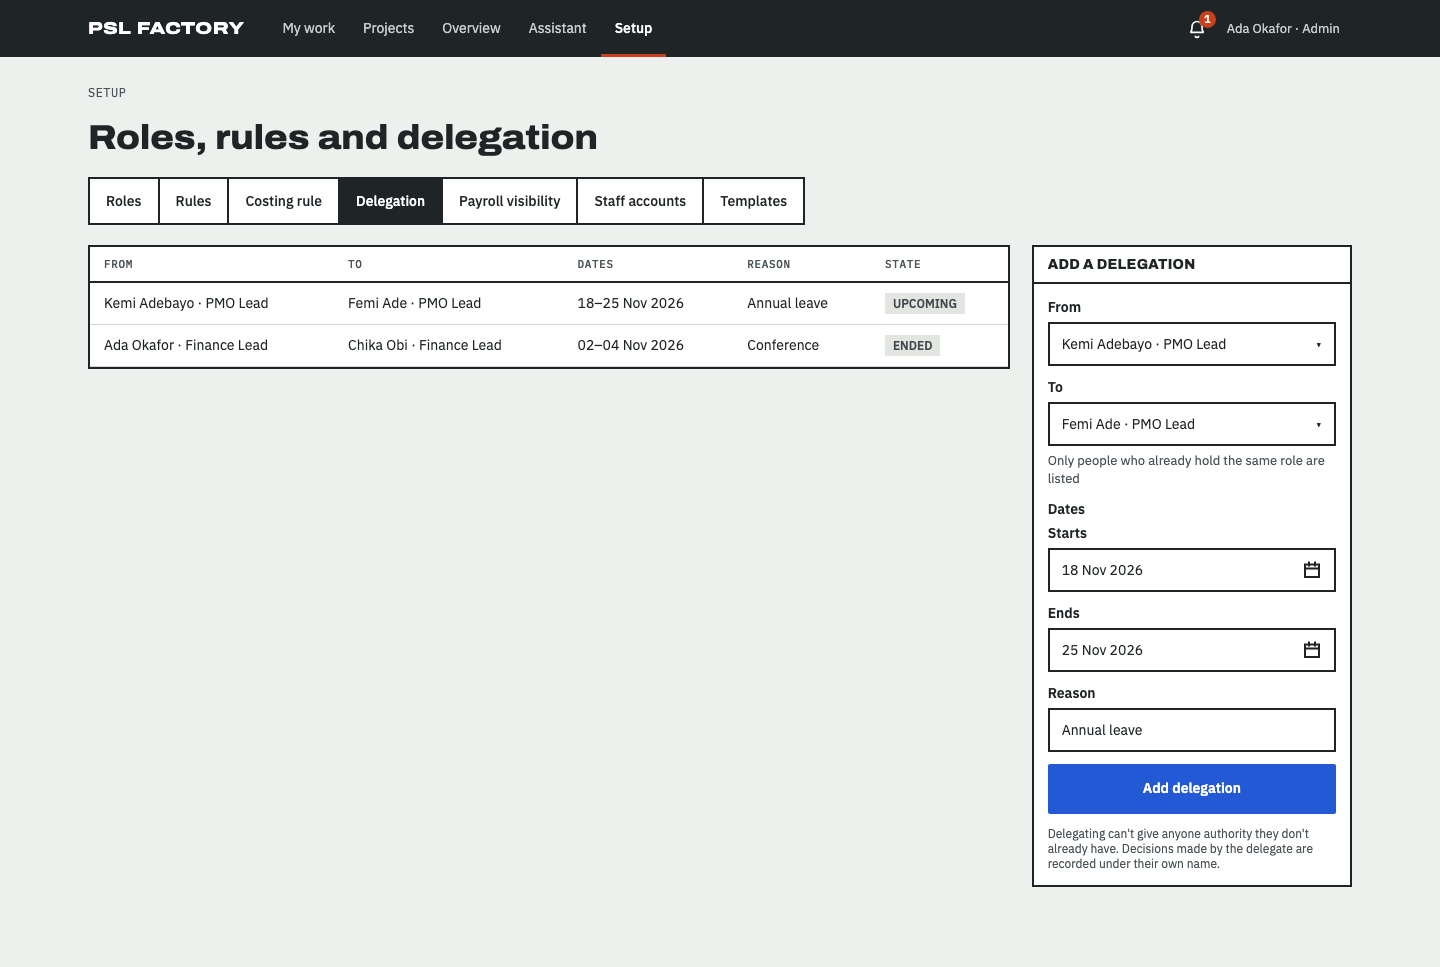 PSL FACTORY My work Projects Overview Assistant Setup 1 Ada Okafor · Admin
SETUP
Roles, rules and delegation
Roles Rules Costing rule Delegation Payroll visibility Staff accounts Templates
FROM TO DATES REASON STATE
Kemi Adebayo · PMO Lead Femi Ade · PMO Lead 18–25 Nov 2026 Annual leave UPCOMING
Ada Okafor · Finance Lead Chika Obi · Finance Lead 02–04 Nov 2026 Conference ENDED
ADD A DELEGATION
From
Kemi Adebayo · PMO Lead
To
Femi Ade · PMO Lead
Only people who already hold the same role are
listed
Dates
Starts
18 Nov 2026
Ends
25 Nov 2026
Reason
Annual leave
Add delegation
Delegating can't give anyone authority they don't
already have. Decisions made by the delegate are
recorded under their own name.